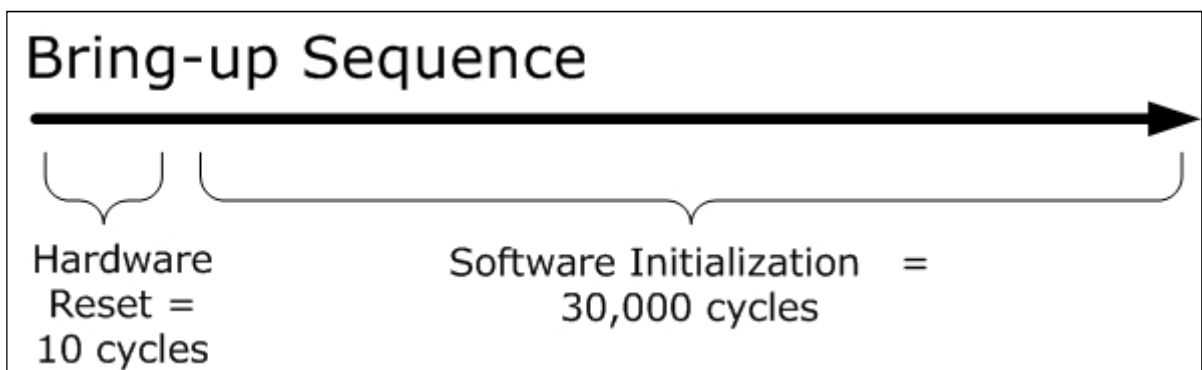 Bring-up Sequence
Hardware
Reset =
10 cycles
Software Initialization =
30,000 cycles